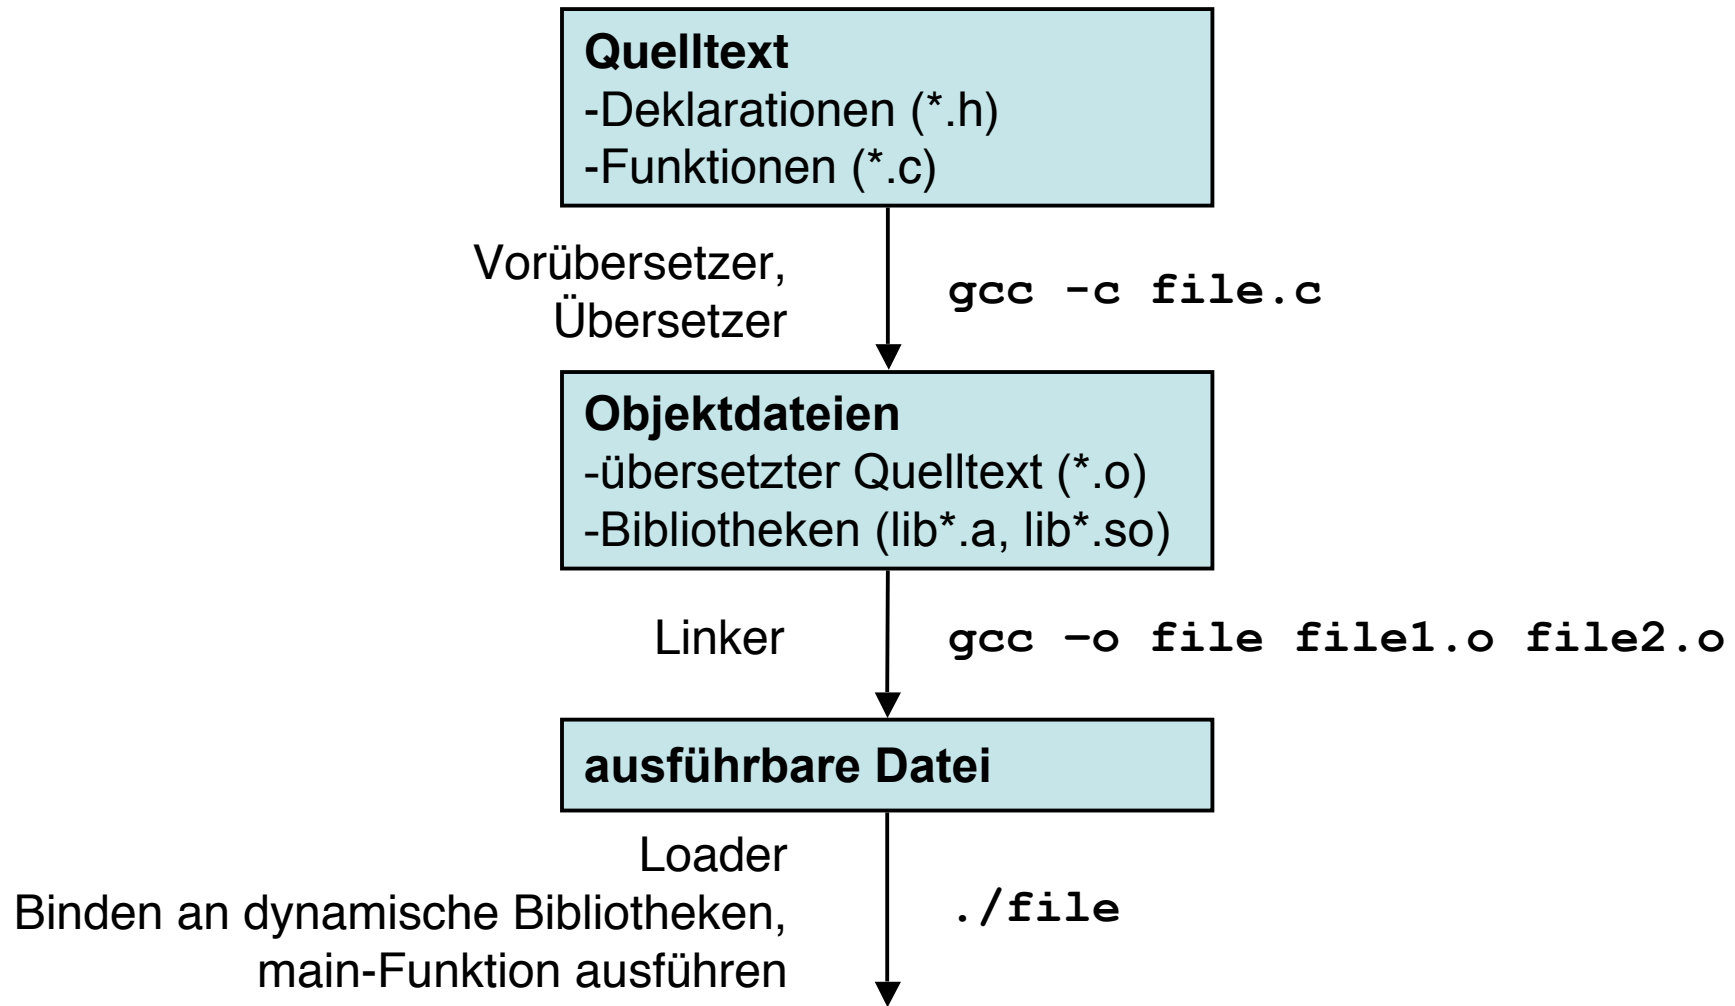 Quelltext
-Deklarationen (*.h)
-Funktionen (*.c)
Vorübersetzer,
Übersetzer
gcc -c file.c
Objektdateien
-übersetzter Quelltext (*.o)
-Bibliotheken (lib*.a, lib*.so)
Linker
gcc –o file file1.o file2.o
ausführbare Datei
Loader
Binden an dynamische Bibliotheken,
main-Funktion ausführen
./file